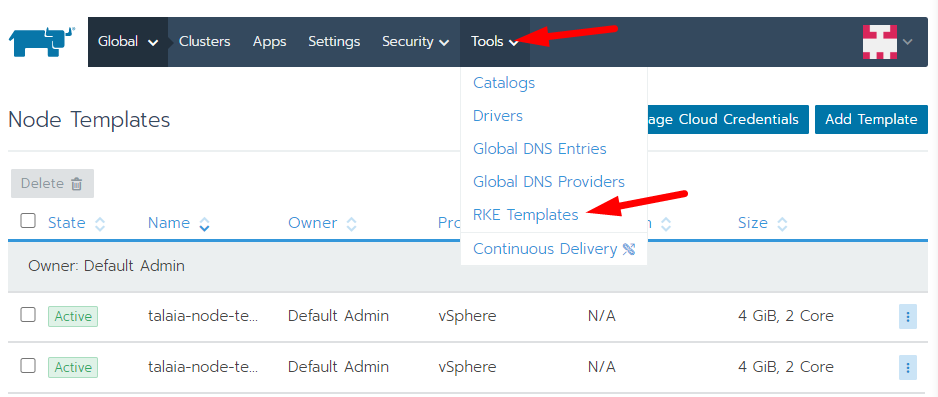 Global Clusters Apps Settings Security Tools
Catalogs
Drivers
Global DNS Entries
Global DNS Providers
RKE Templates
Continuous Delivery
Node Templates
Cloud Credentials Add Template
Delete
State Name Owner Size
Owner: Default Admin
Active talaia-node-te... Default Admin vSphere N/A 4 GiB, 2 Core
Active talaia-node-te... Default Admin vSphere N/A 4 GiB, 2 Core